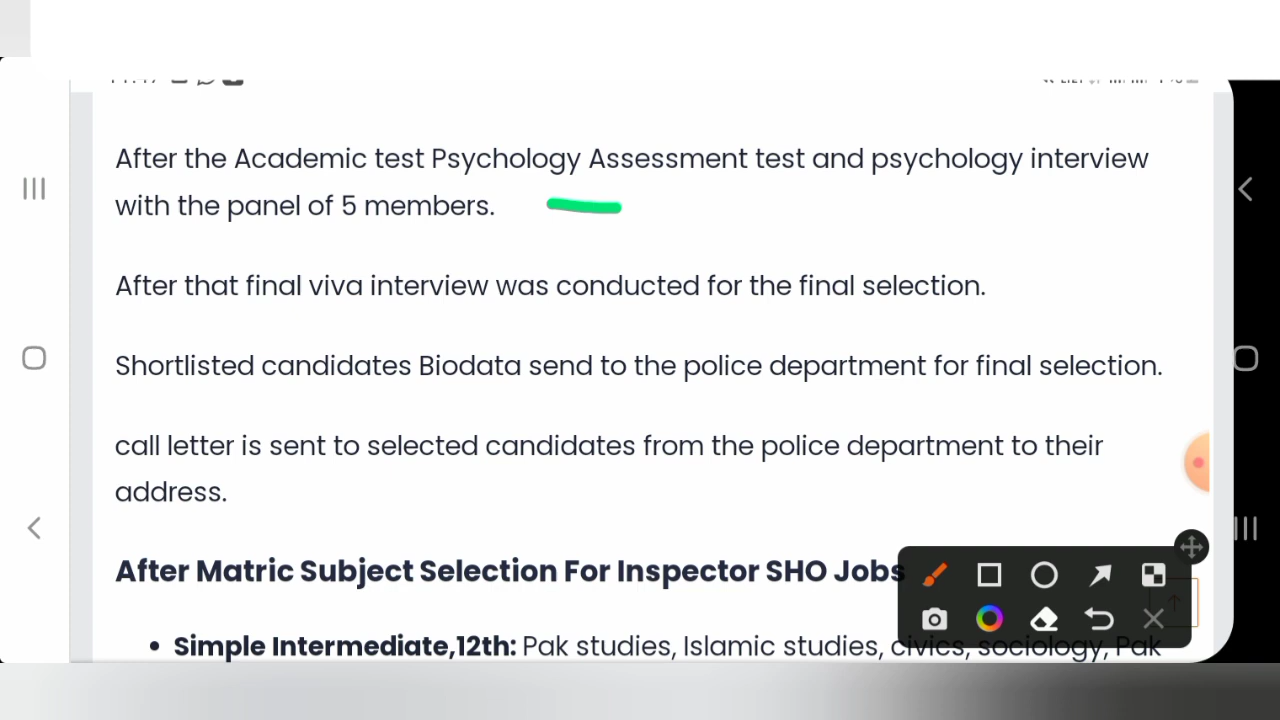 After the Academic test Psychology Assessment test and psychology interview
with the panel of 5 members.
After that final viva interview was conducted for the final selection.
Shortlisted candidates Biodata send to the police department for final selection.
call letter is sent to selected candidates from the police department to their
address.
After Matric Subject Selection For Inspector SHO Jobs
• Simple Intermediate,12th: Pak studies, Islamic studies, civics, sociology, Pak